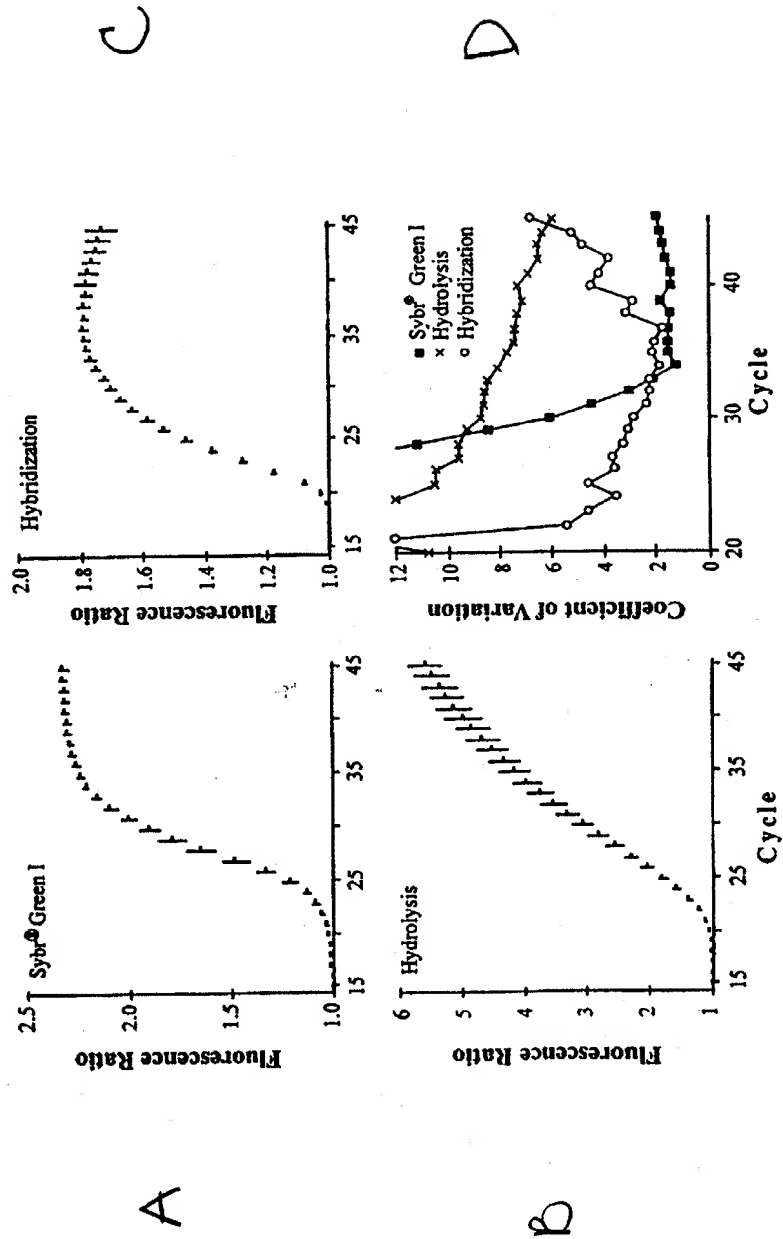 A
Sybr® Green I
Fluorescence Ratio
2.5
2.0
1.5
1.0
15
25
35
45
C
Hybridization
Fluorescence Ratio
2.0
1.8
1.6
1.4
1.2
1.0
15
25
35
45
B
Hydrolysis
Fluorescence Ratio
6
5
4
3
2
1
15
25
35
45
Cycle
D
Sybr® Green I
Hydrolysis
Hybridization
Coefficient of Variation
12
10
8
6
4
2
0
20
30
40
Cycle